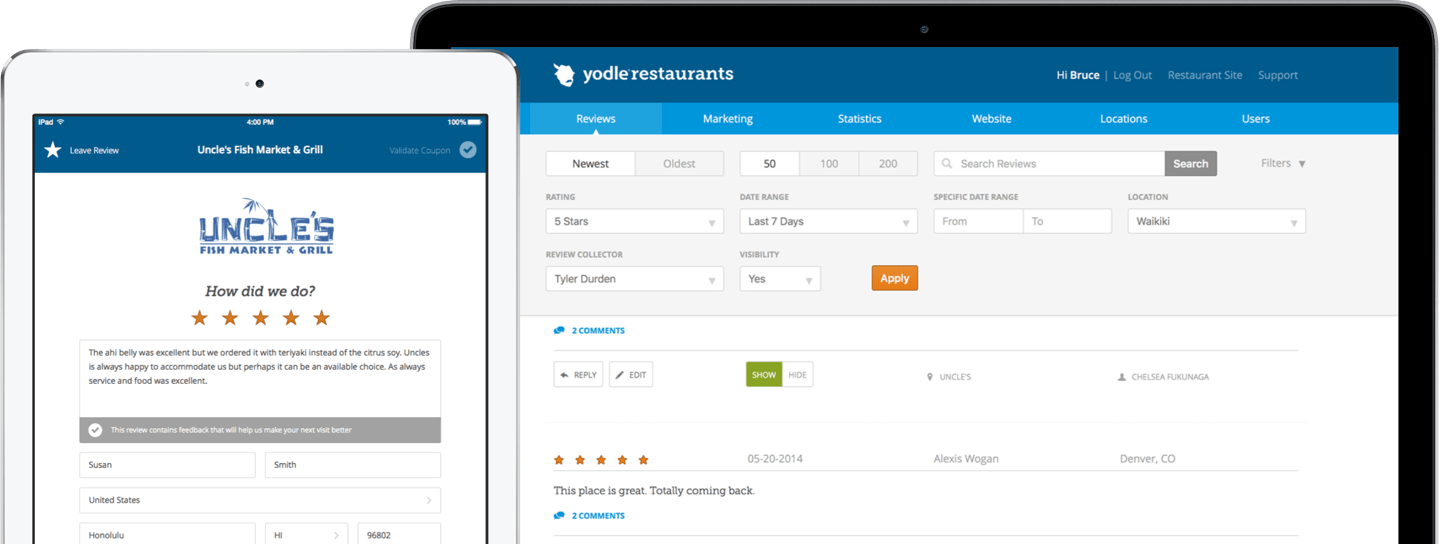 iPad
4:00 PM
100%
Leave Review
Uncle's Fish Market & Grill
Validate Coupon
UNCLE'S
FISH MARKET & GRILL
How did we do?
The ahi belly was excellent but we ordered it with teriyaki instead of the citrus soy. Uncles
is always happy to accommodate us but perhaps it can be an available choice. As always
service and food was excellent.
This review contains feedback that will help us make your next visit better
Susan
Smith
United States
Honolulu
HI
96802
yodle restaurants
Hi Bruce | Log Out
Restaurant Site
Support
Reviews
Marketing
Statistics
Website
Locations
Users
Newest
Oldest
50
100
200
Search Reviews
Search
Filters
RATING
DATE RANGE
SPECIFIC DATE RANGE
LOCATION
5 Stars
Last 7 Days
From
To
Waikiki
REVIEW COLLECTOR
VISIBILITY
Tyler Durden
Yes
Apply
2 COMMENTS
REPLY
EDIT
SHOW
HIDE
UNCLE'S
CHELSEA FUKUNAGA
05-20-2014
Alexis Wogan
Denver, CO
This place is great. Totally coming back.
2 COMMENTS